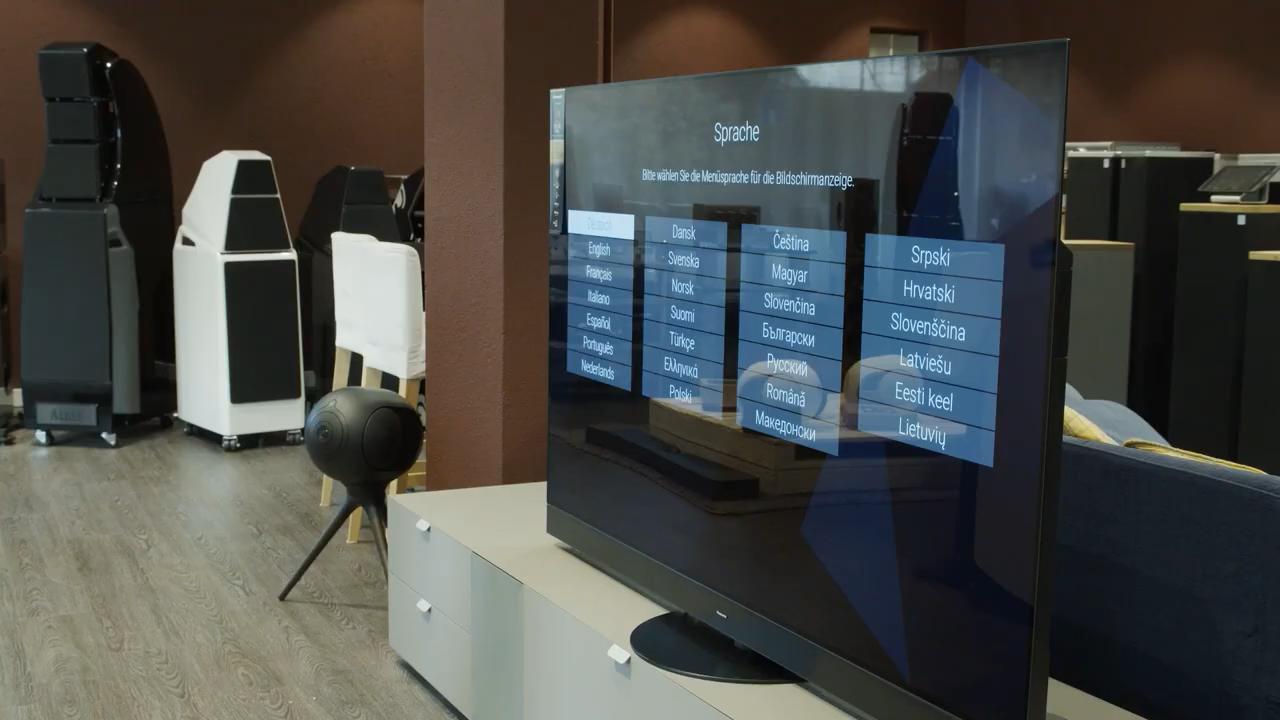 Sprache
Bitte wählen Sie die Menüsprache für die Bildschirmanzeige.
Deutsch
English
Français
Italiano
Español
Português
Nederlands
Dansk
Svenska
Norsk
Suomi
Türkçe
Ελληνικά
Polski
Čeština
Magyar
Slovenčina
Български
Русский
Română
Македонски
Srpski
Hrvatski
Slovenščina
Latviešu
Eesti keel
Lietuvių